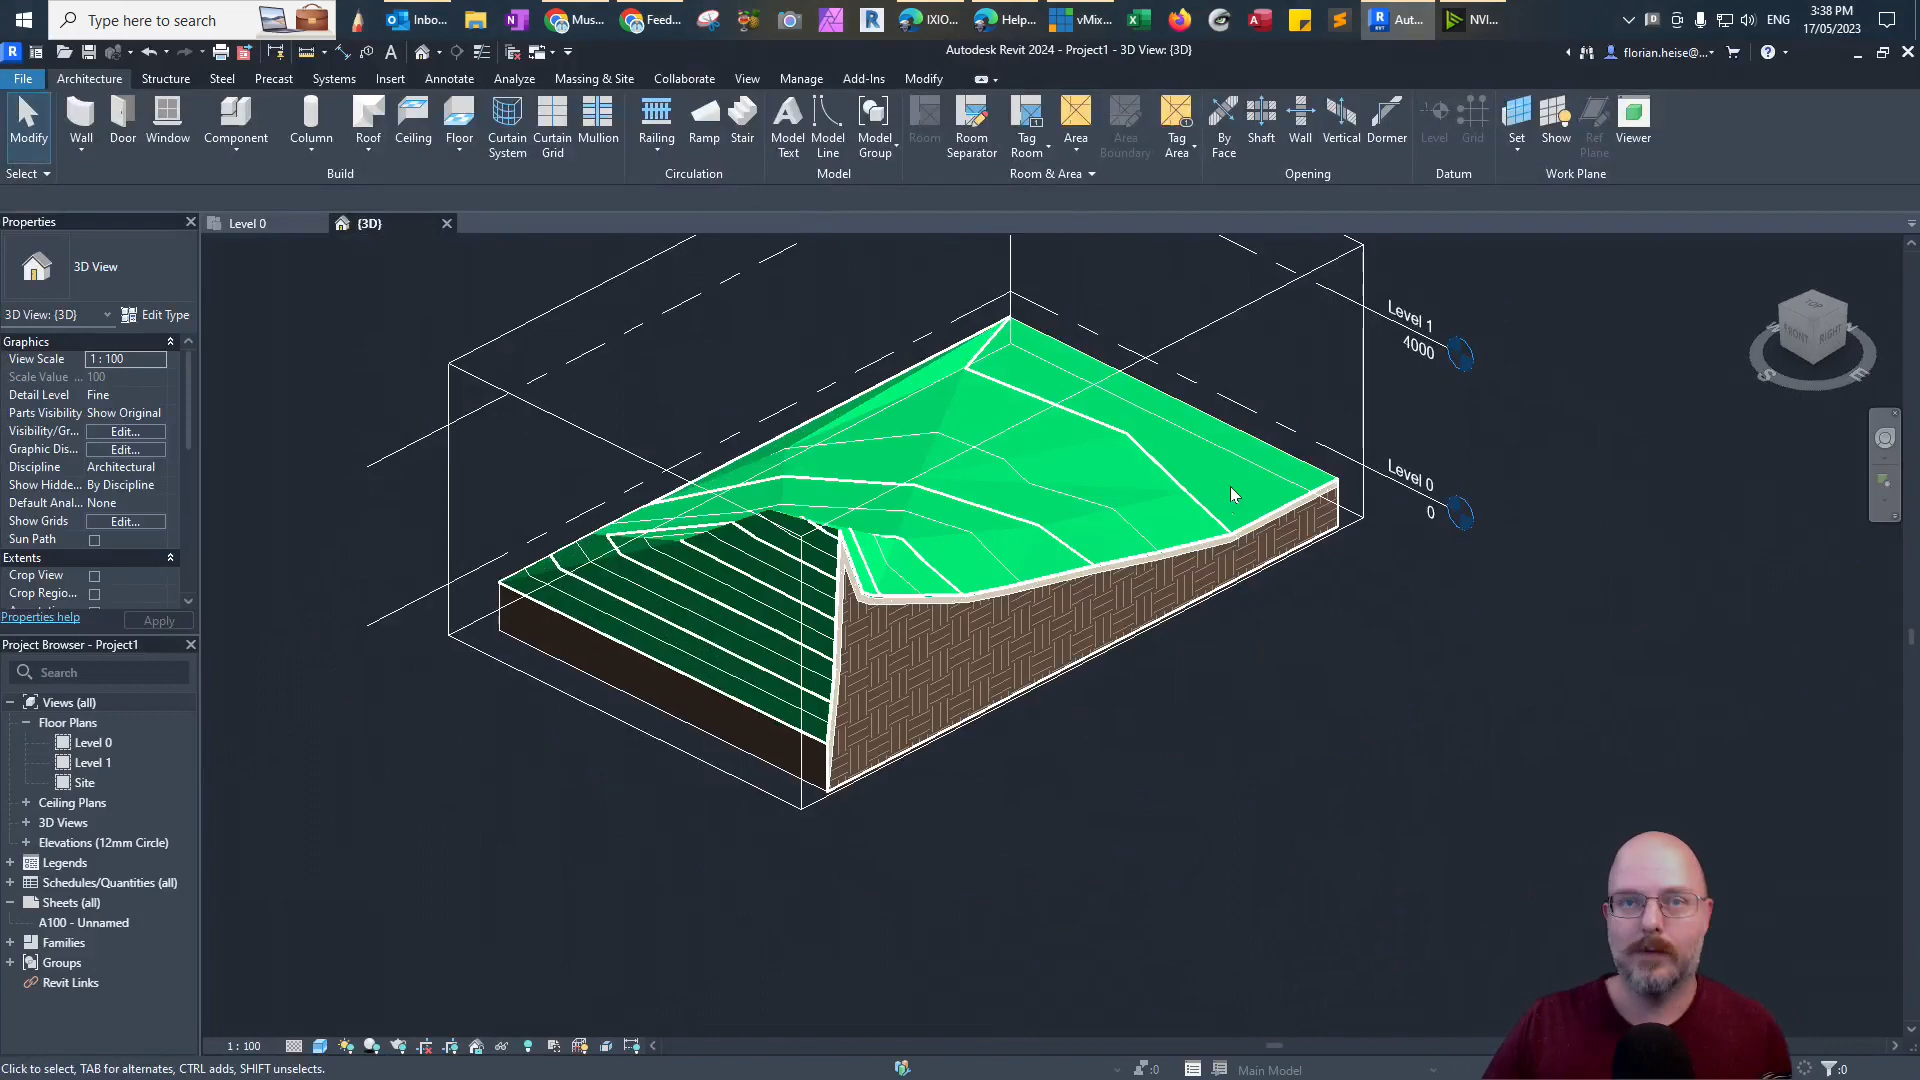 Type here to search
Inbo...
Mus...
Feed...
IXIO...
Help...
vMix...
Aut...
NVI...
ENG
3:38 PM
17/05/2023
Autodesk Revit 2024 - Project1 - 3D View: {3D}
florian.heise@...
File
Architecture
Structure
Steel
Precast
Systems
Insert
Annotate
Analyze
Massing & Site
Collaborate
View
Manage
Add-Ins
Modify
Modify
Wall
Door
Window
Component
Column
Roof
Ceiling
Floor
Curtain System
Curtain Grid
Mullion
Railing
Ramp
Stair
Model Text
Model Line
Model Group
Room
Room Separator
Tag Room
Area
Area Boundary
Tag Area
By Face
Shaft
Wall
Vertical
Dormer
Level
Grid
Set
Show
Ref Plane
Viewer
Select
Build
Circulation
Model
Room & Area
Opening
Datum
Work Plane
Properties
Level 0
{3D}
3D View
3D View: {3D}
Edit Type
Graphics
View Scale
1 : 100
Scale Value ...
100
Detail Level
Fine
Parts Visibility
Show Original
Visibility/Gr...
Edit...
Graphic Dis...
Edit...
Discipline
Architectural
Show Hidde...
By Discipline
Default Anal...
None
Show Grids
Edit...
Sun Path
Extents
Crop View
Crop Regio...
Properties help
Apply
Project Browser - Project1
Search
Views (all)
Floor Plans
Level 0
Level 1
Site
Ceiling Plans
3D Views
Elevations (12mm Circle)
Legends
Schedules/Quantities (all)
Sheets (all)
A100 - Unnamed
Families
Groups
Revit Links
Level 1
4000
Level 0
0
TOP
FRONT
RIGHT
S
E
1 : 100
Click to select, TAB for alternates, CTRL adds, SHIFT unselects.
:0
Main Model
:0